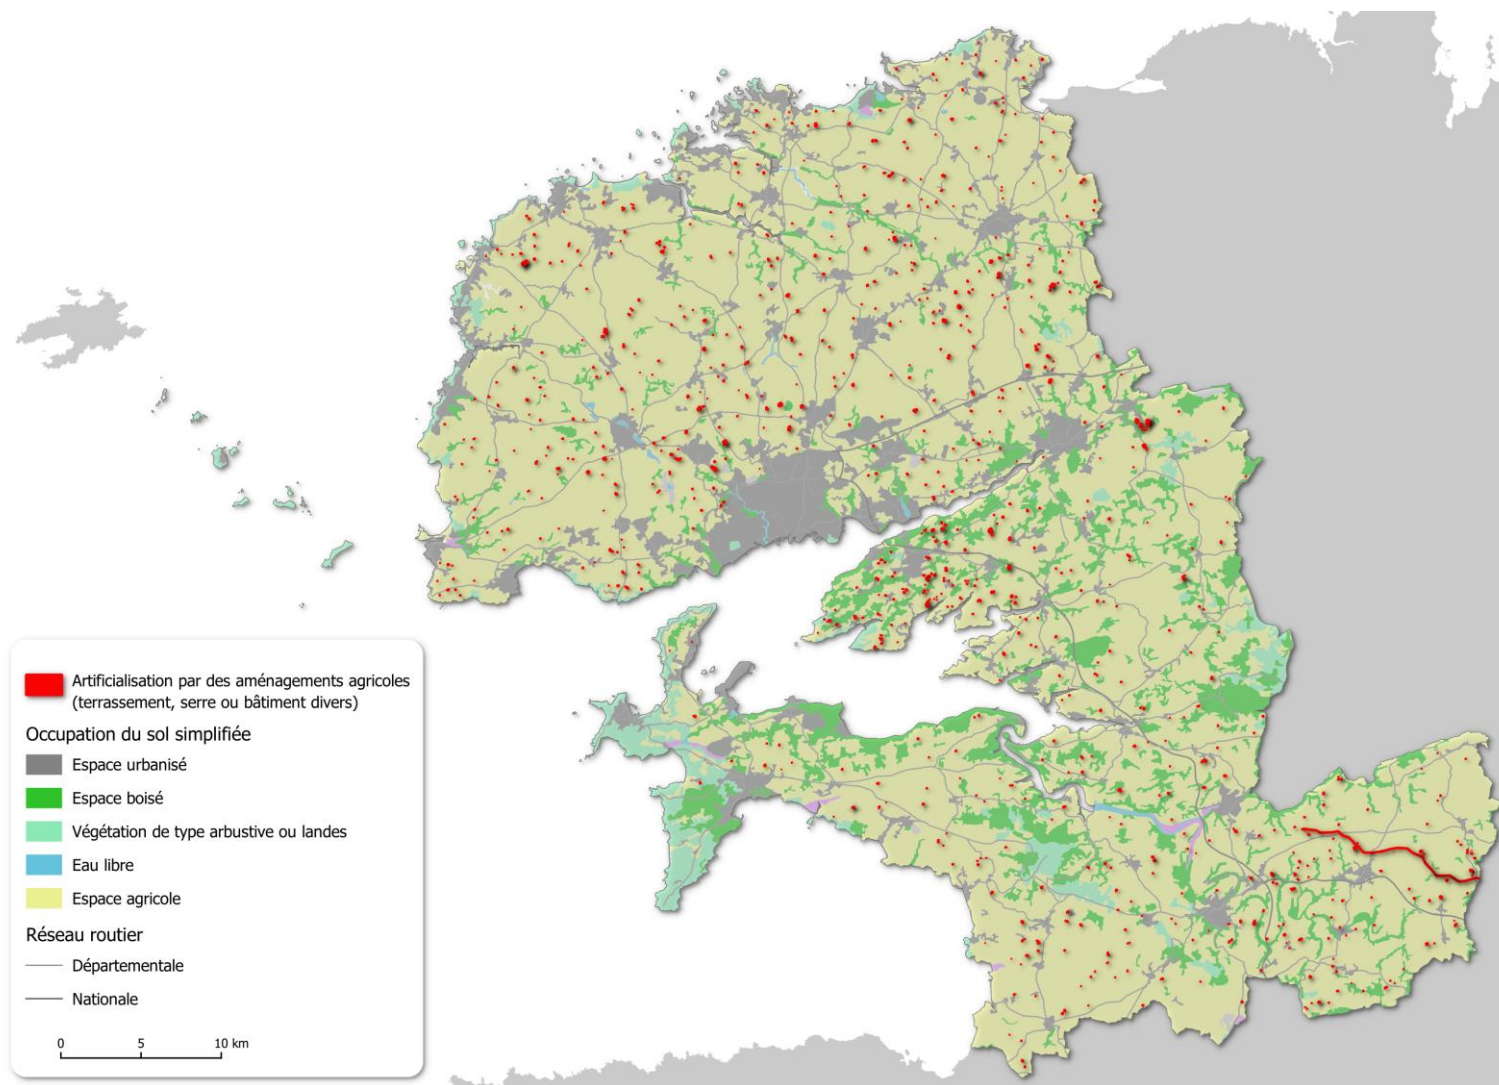 Artificialisation par des aménagements agricoles
(terrassement, serre ou bâtiment divers)
Occupation du sol simplifiée
Espace urbanisé
Espace boisé
Végétation de type arbustive ou landes
Eau libre
Espace agricole
Réseau routier
Départementale
Nationale
0 5 10 km